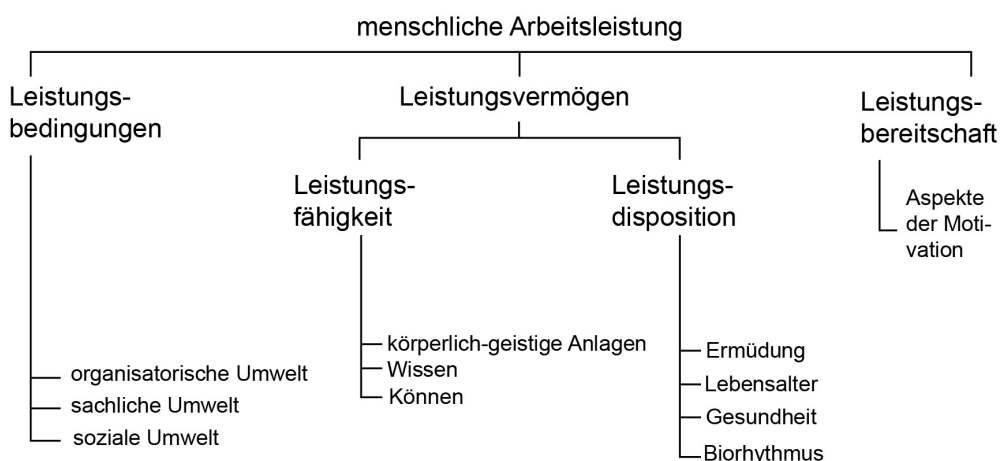 menschliche Arbeitsleistung
Leistungs-
bedingungen
organisatorische Umwelt
sachliche Umwelt
soziale Umwelt
Leistungsvermögen
Leistungs-
fähigkeit
körperlich-geistige Anlagen
Wissen
Können
Leistungs-
disposition
Ermüdung
Lebensalter
Gesundheit
Biorhythmus
Leistungs-
bereitschaft
Aspekte
der Moti-
vation